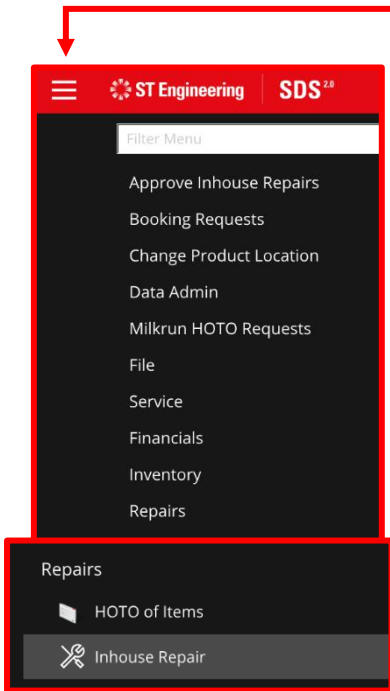 ST Engineering SDS 2.0
Filter Menu
Approve Inhouse Repairs
Booking Requests
Change Product Location
Data Admin
Milkrun HOTO Requests
File
Service
Financials
Inventory
Repairs
Repairs
HOTO of Items
Inhouse Repair